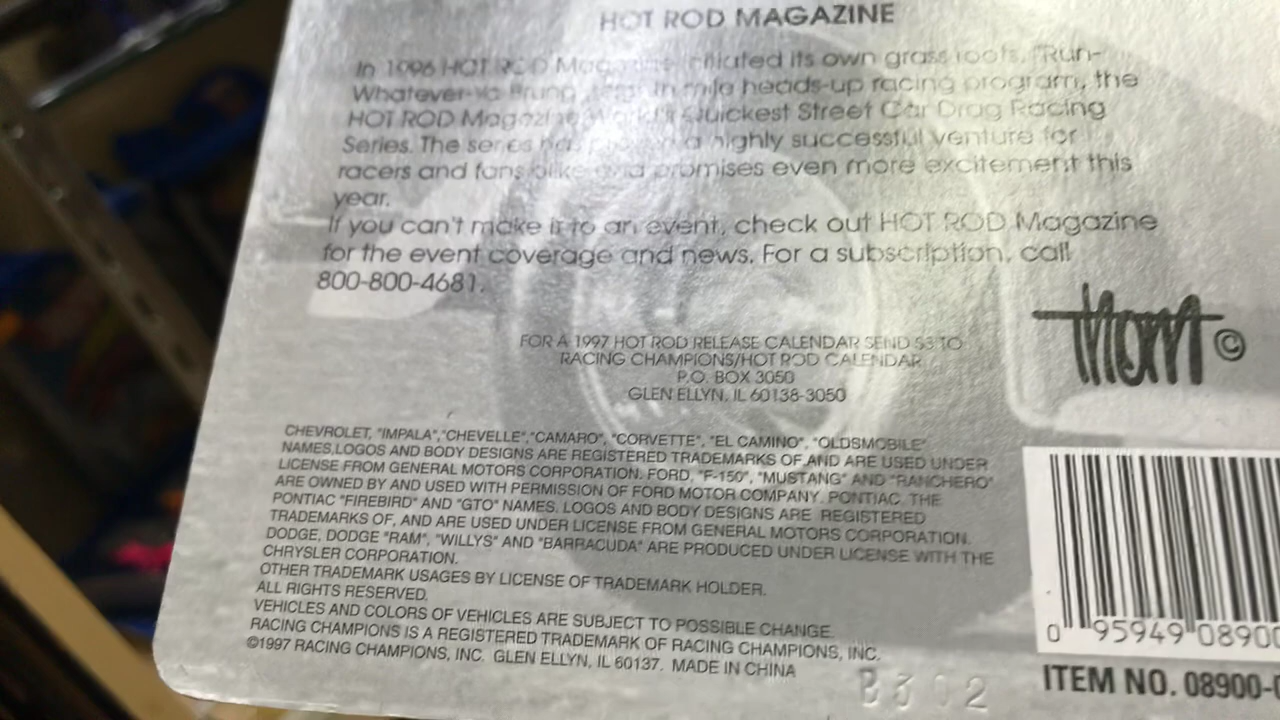 HOT ROD MAGAZINE
In 1996 HOT ROD Magazine initiated its own grass roots, "Run-
Whatever-Ya-Brung, mile heads-up racing program, the
HOT ROD Magazine World's Quickest Street Car Drag Racing
Series. The series has proven a highly successful venture for
racers and fans alike and promises even more excitement this
year.
If you can't make it to an event, check out HOT ROD Magazine
for the event coverage and news. For a subscription, call
800-800-4681.
FOR A 1997 HOT ROD RELEASE CALENDAR SEND $3 TO
RACING CHAMPIONS/HOT ROD CALENDAR
P.O. BOX 3050
GLEN ELLYN, IL 60138-3050
Thom ©
CHEVROLET, "IMPALA","CHEVELLE","CAMARO", "CORVETTE", "EL CAMINO", "OLDSMOBILE"
NAMES,LOGOS AND BODY DESIGNS ARE REGISTERED TRADEMARKS OF,AND ARE USED UNDER
LICENSE FROM GENERAL MOTORS CORPORATION. FORD, "F-150", "MUSTANG" AND "RANCHERO"
ARE OWNED BY AND USED WITH PERMISSION OF FORD MOTOR COMPANY. PONTIAC, THE
PONTIAC "FIREBIRD" AND "GTO" NAMES, LOGOS AND BODY DESIGNS ARE REGISTERED
TRADEMARKS OF, AND ARE USED UNDER LICENSE FROM GENERAL MOTORS CORPORATION.
DODGE, DODGE "RAM", "WILLYS" AND "BARRACUDA" ARE PRODUCED UNDER LICENSE WITH THE
CHRYSLER CORPORATION.
OTHER TRADEMARK USAGES BY LICENSE OF TRADEMARK HOLDER.
ALL RIGHTS RESERVED.
VEHICLES AND COLORS OF VEHICLES ARE SUBJECT TO POSSIBLE CHANGE.
RACING CHAMPIONS IS A REGISTERED TRADEMARK OF RACING CHAMPIONS, INC.
©1997 RACING CHAMPIONS, INC. GLEN ELLYN, IL 60137. MADE IN CHINA
0 95949 08900
ITEM NO. 08900-